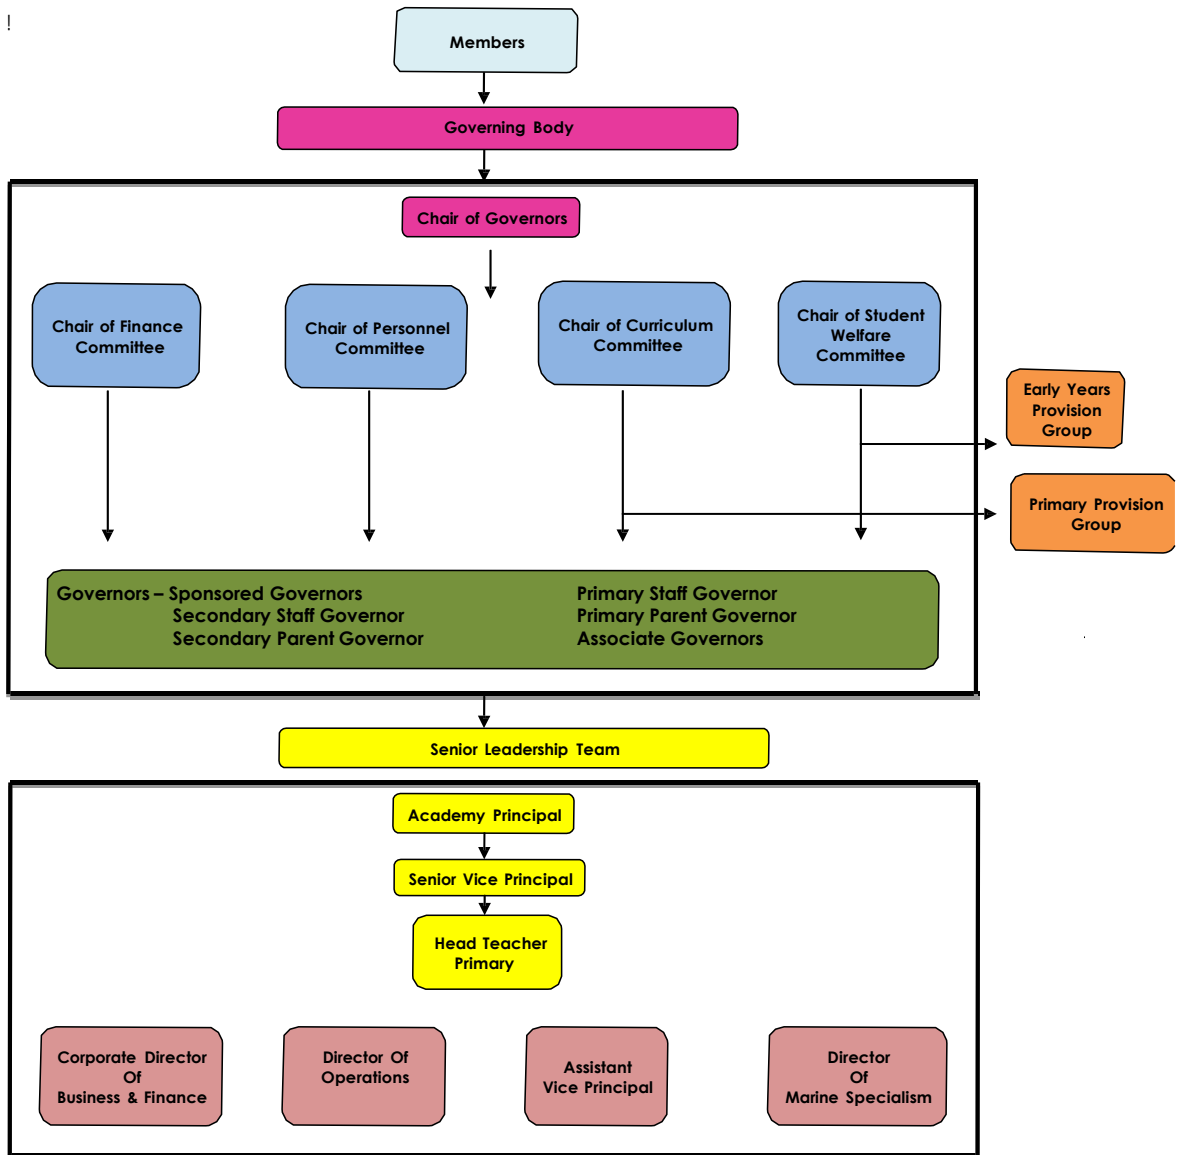 !
Members
Governing Body
Chair of Governors
Chair of Finance
Committee
Chair of Personnel
Committee
Chair of Curriculum
Committee
Chair of Student
Welfare
Committee
Early Years
Provision
Group
Primary Provision
Group
Governors – Sponsored Governors
Secondary Staff Governor
Secondary Parent Governor
Primary Staff Governor
Primary Parent Governor
Associate Governors
Senior Leadership Team
Academy Principal
Senior Vice Principal
Head Teacher
Primary
Corporate Director
Of
Business & Finance
Director Of
Operations
Assistant
Vice Principal
Director
Of
Marine Specialism